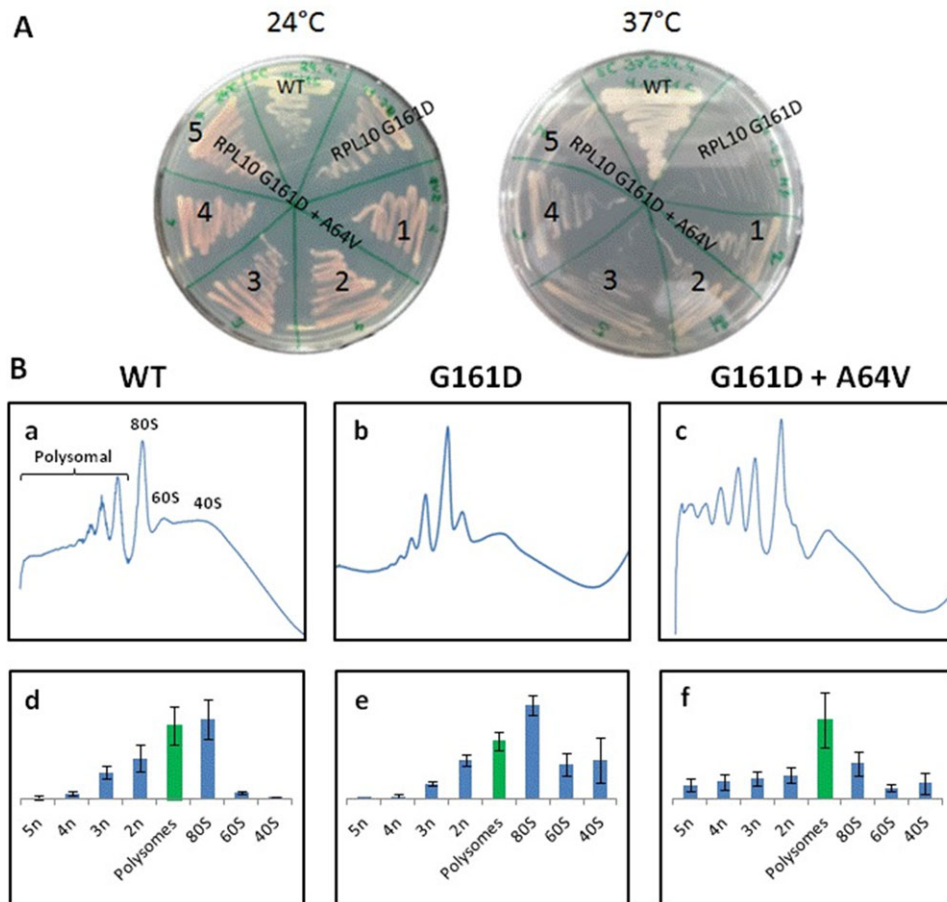 A
24°C
37°C
WT
RPL10 G161D
5
RPL10 G161D + A64V
4
1
3
2
WT
RPL10 G161D
5
RPL10 G161D + A64V
4
1
3
2
B
WT
G161D
G161D + A64V
a
Polysomal
80S
60S
40S
b
c
d
5n
4n
3n
2n
Polysomes
80S
60S
40S
e
5n
4n
3n
2n
Polysomes
80S
60S
40S
f
5n
4n
3n
2n
Polysomes
80S
60S
40S